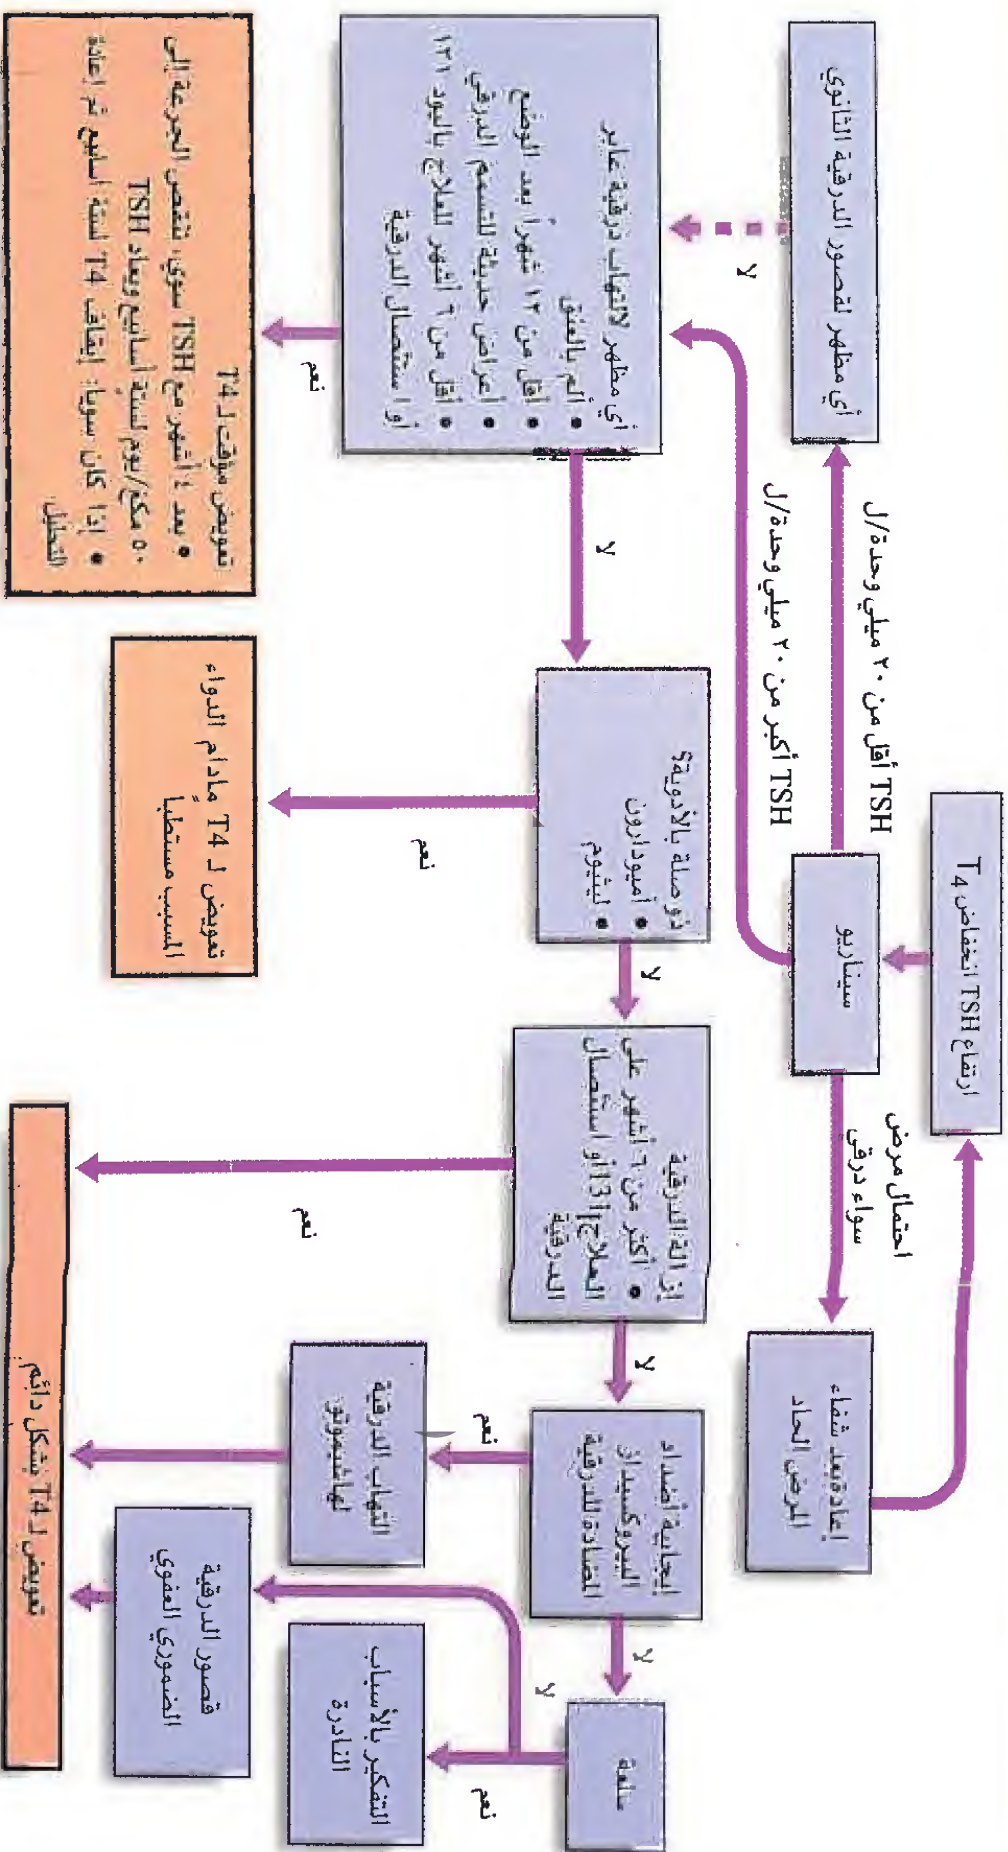 ارتفاع TSH انخفاض T4
سيناريو
TSH أقل من ٢٠ ميلي وحدة/ل
TSH أكبر من ٢٠ ميلي وحدة/ل
احتمال مرض
سواء درقي
إعادة بعد شفاء
المرض الحاد
أي مظهر لقصور الدرقية الثانوي
لا
أي مظهر لالتهاب درقية عابر
• ألم بالعنق
• أقل من ١٢ شهراً بعد الوضع
• أعراض حديثة للتسمم الدرقي
• أقل من ٦ أشهر للعلاج باليود ١٣١
أو استئصال الدرقية
نعم
لا
تعويض مؤقت لـ T4
• بعد ٤ أشهر مع TSH سوي، تنقص الجرعة إلى
٥٠ مكغ/يوم لستة أسابيع ويعاد TSH
• إذا كان سويا: إيقاف T4 لستة أسابيع ثم إعادة
التحليل
ذو صلة بالأدوية؟
• أميودارون
• ليثيوم
نعم
لا
تعويض لـ T4 مادام الدواء
المسبب مستطباً
إزالة الدرقية
• أكثر من ٦ أشهر على
العلاج I131 أو استئصال
الدرقية
نعم
لا
إيجابية أضداد
البيروكسيداز
المضادة للدرقية
نعم
لا
التهاب الدرقية
لهاشيموتو
سلعة
لا
نعم
قصور الدرقية
الضموري العفوي
التفكير بالأسباب
النادرة
تعويض لـ T4 بشكل دائم